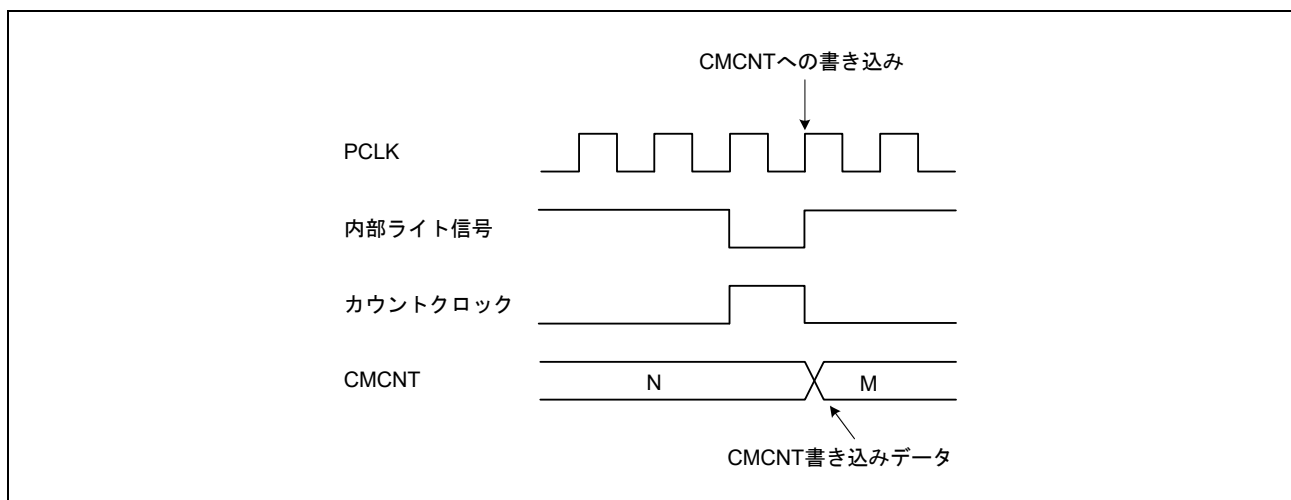 CMCNTへの書き込み
PCLK
内部ライト信号
カウントクロック
CMCNT
N
M
CMCNT書き込みデータ